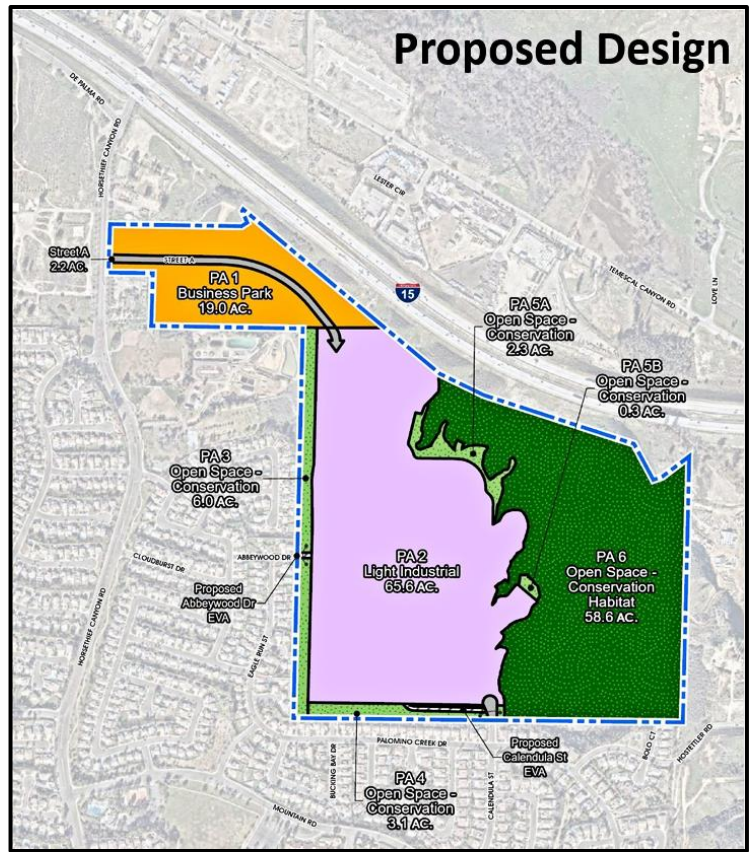 Proposed Design
DE PALMA RD
HORSETHIEF CANYON RD
LESTER CIR
TEMESCAL CANYON RD
LOVE LN
Street A
2.2 AC.
STREET A
PA 1
Business Park
19.0 AC.
15
PA 5A
Open Space -
Conservation
2.3 AC.
PA 5B
Open Space -
Conservation
0.3 AC.
PA 3
Open Space -
Conservation
6.0 AC.
CLOUDBURST DR
ABBEYWOOD DR
Proposed
Abbeywood Dr
EVA
PA 2
Light Industrial
65.6 AC.
PA 6
Open Space -
Conservation
Habitat
58.6 AC.
HORSETHIEF CANYON RD
EAGLE RUN ST
PALOMINO CREEK DR
BUCKING BAY DR
Proposed
Calendula St
EVA
CALENDULA ST
BOLO CT
HOSTETTLER RD
PA 4
Open Space -
Conservation
3.1 AC.
MOUNTAIN RD